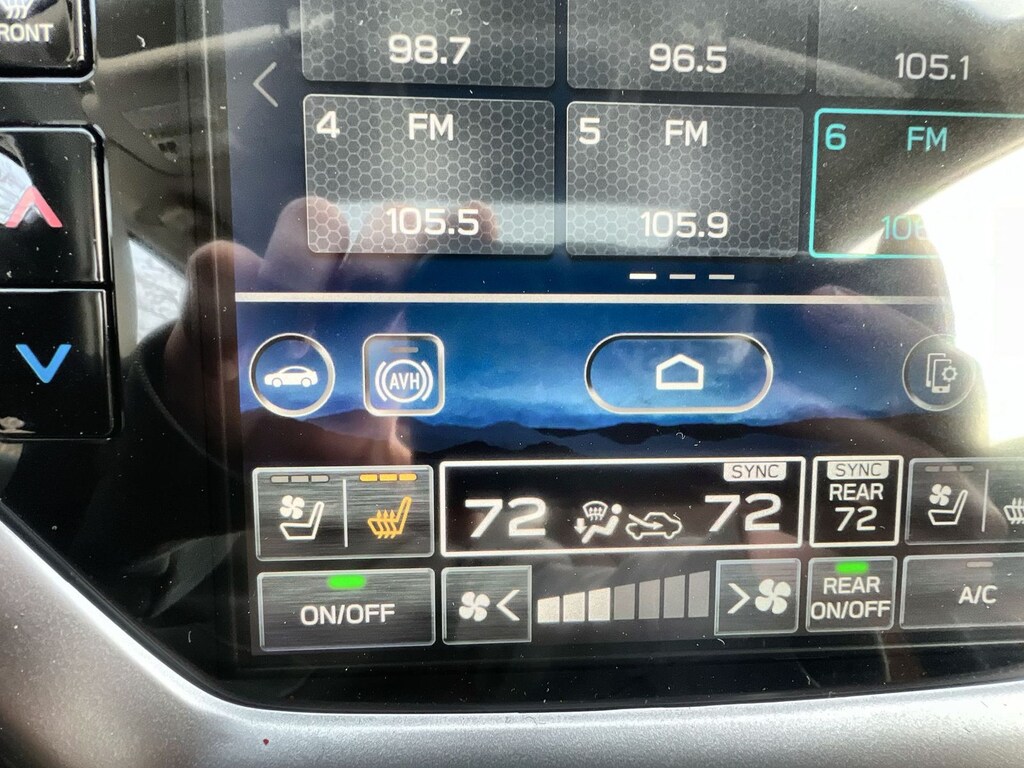 98.7
96.5
105.1
4 FM
105.5
5 FM
105.9
6 FM
AVH
SYNC
72
72
SYNC
REAR
72
ON/OFF
REAR
ON/OFF
A/C